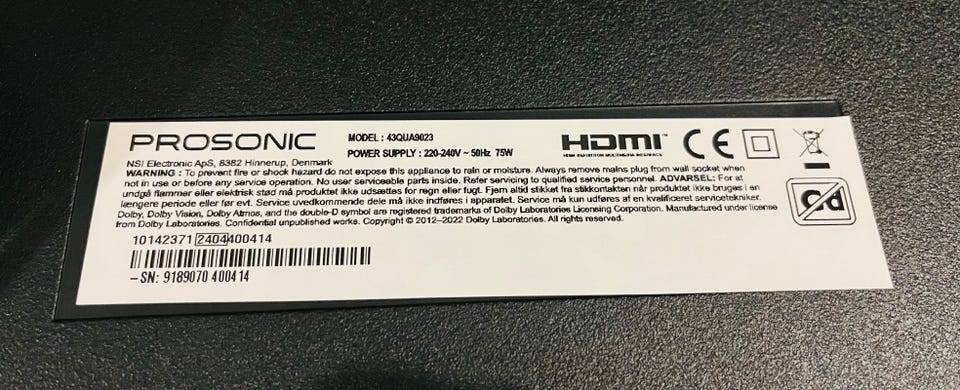 PROSONIC
MODEL : 43QUA9023
POWER SUPPLY : 220-240V ~ 50Hz 75W
HDMI™
HIGH DEFINITION MULTIMEDIA INTERFACE
CE
NSI Electronic ApS, 8382 Hinnerup, Denmark
WARNING : To prevent fire or shock hazard do not expose this appliance to rain or moisture. Always remove mains plug from wall socket when
not in use or before any service operation. No user serviceable parts inside. Refer servicing to qualified service personnel. ADVARSEL: For at
undgå flammer eller elektrisk stød må produktet ikke udsættes for regn eller fugt. Fjern altid stikket fra stikkontakten når produktet ikke bruges i en
længere periode eller før evt. Service uvedkommende dele må ikke indføres i apparatet. Service må kun udføres af en kvalificeret servicetekniker.
Dolby, Dolby Vision, Dolby Atmos, and the double-D symbol are registered trademarks of Dolby Laboratories Licensing Corporation. Manufactured under license
from Dolby Laboratories. Confidential unpublished works. Copyright © 2012–2022 Dolby Laboratories. All rights reserved.
Pb
10142371 2404400414
–SN: 9189070 400414